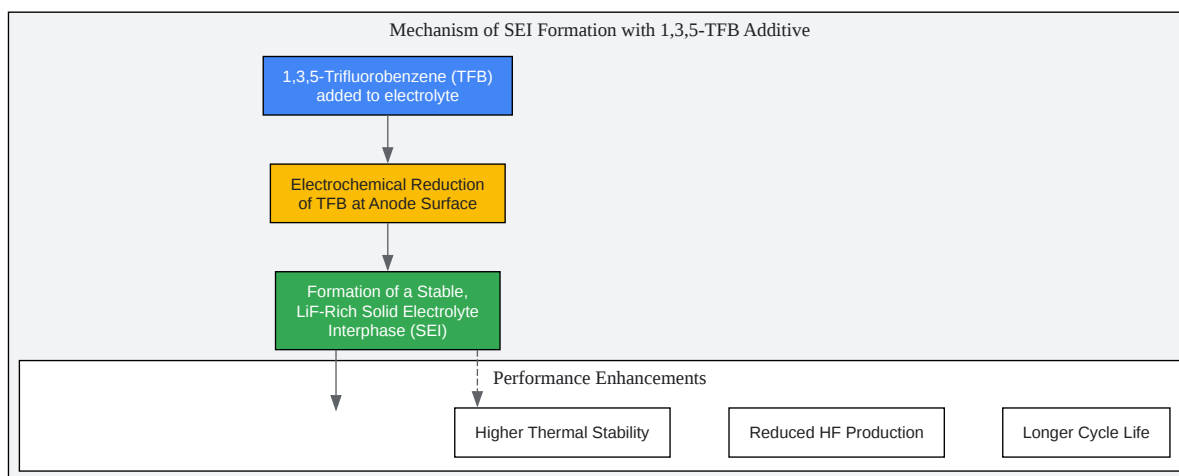 Mechanism of SEI Formation with 1,3,5-TFB Additive
1,3,5-Trifluorobenzene (TFB)
added to electrolyte
Electrochemical Reduction
of TFB at Anode Surface
Formation of a Stable,
LiF-Rich Solid Electrolyte
Interphase (SEI)
Performance Enhancements
Higher Thermal Stability
Reduced HF Production
Longer Cycle Life